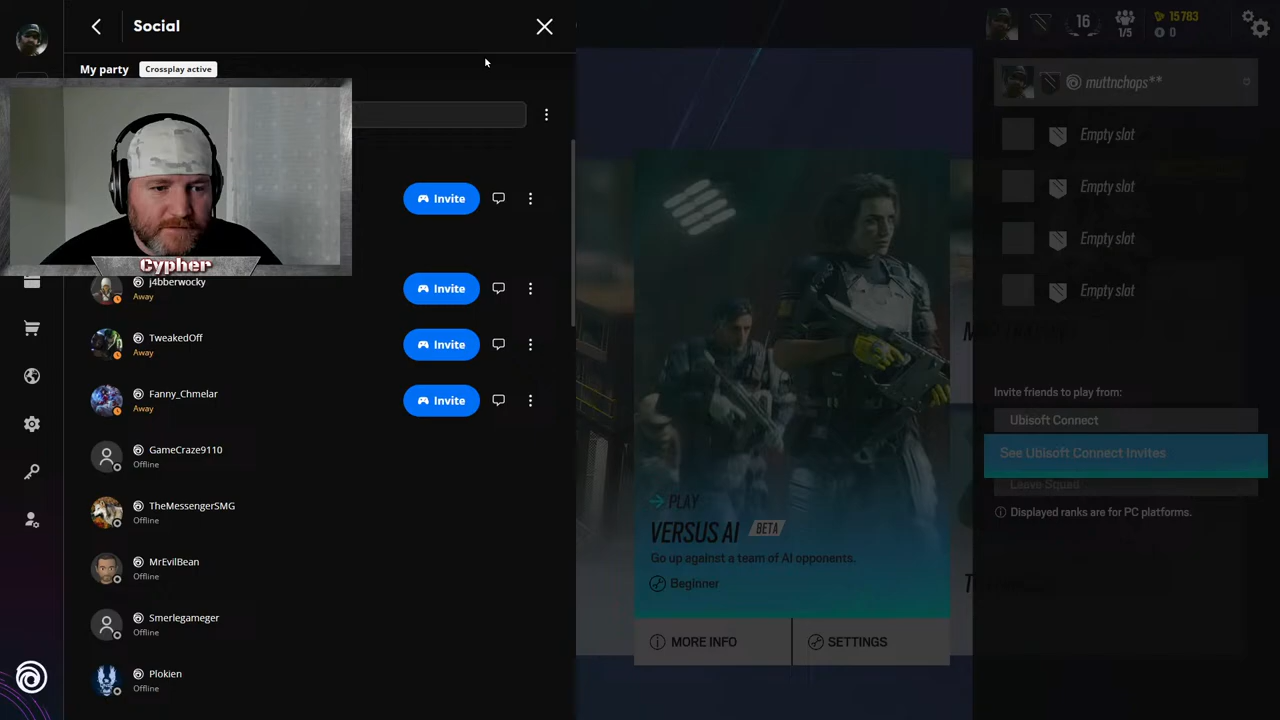 Social
My party
Crossplay active
Invite
Cypher
j4bberwocky
Away
Invite
TweakedOff
Away
Invite
Fanny_Chmelar
Away
Invite
GameCraze9110
Offline
TheMessengerSMG
Offline
MrEvilBean
Offline
Smerlegameger
Offline
Plokien
Offline
PLAY
VERSUS AI BETA
Go up against a team of AI opponents.
Beginner
MORE INFO
SETTINGS
16
1/5
15 783
0
muttnchops**
Empty slot
Empty slot
Empty slot
Empty slot
Invite friends to play from:
Ubisoft Connect
See Ubisoft Connect Invites
Leave Squad
Displayed ranks are for PC platforms.